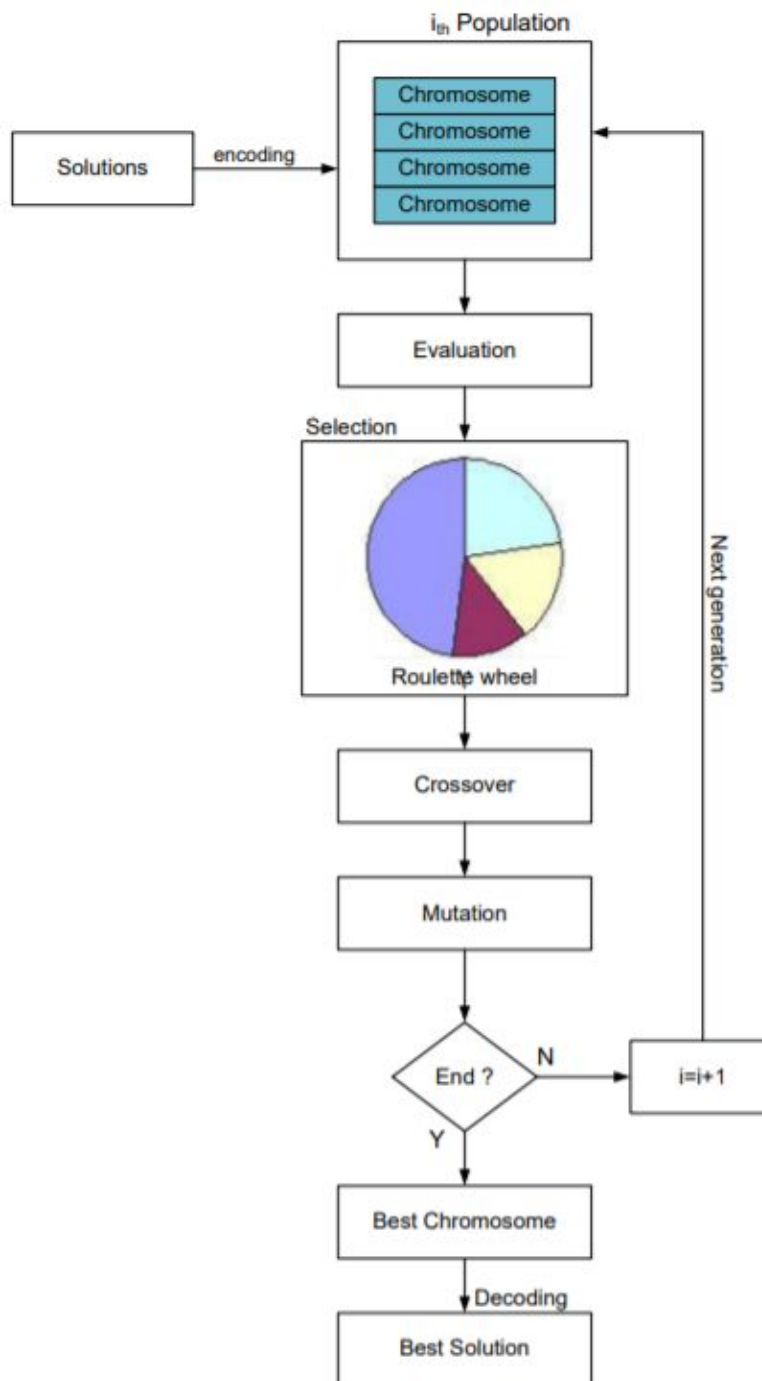 ith Population
Chromosome
Chromosome
Chromosome
Chromosome
Solutions
encoding
Evaluation
Selection
Roulette wheel
Y
Next generation
Crossover
Mutation
End ?
N
i=i+1
Y
Best Chromosome
Decoding
Best Solution